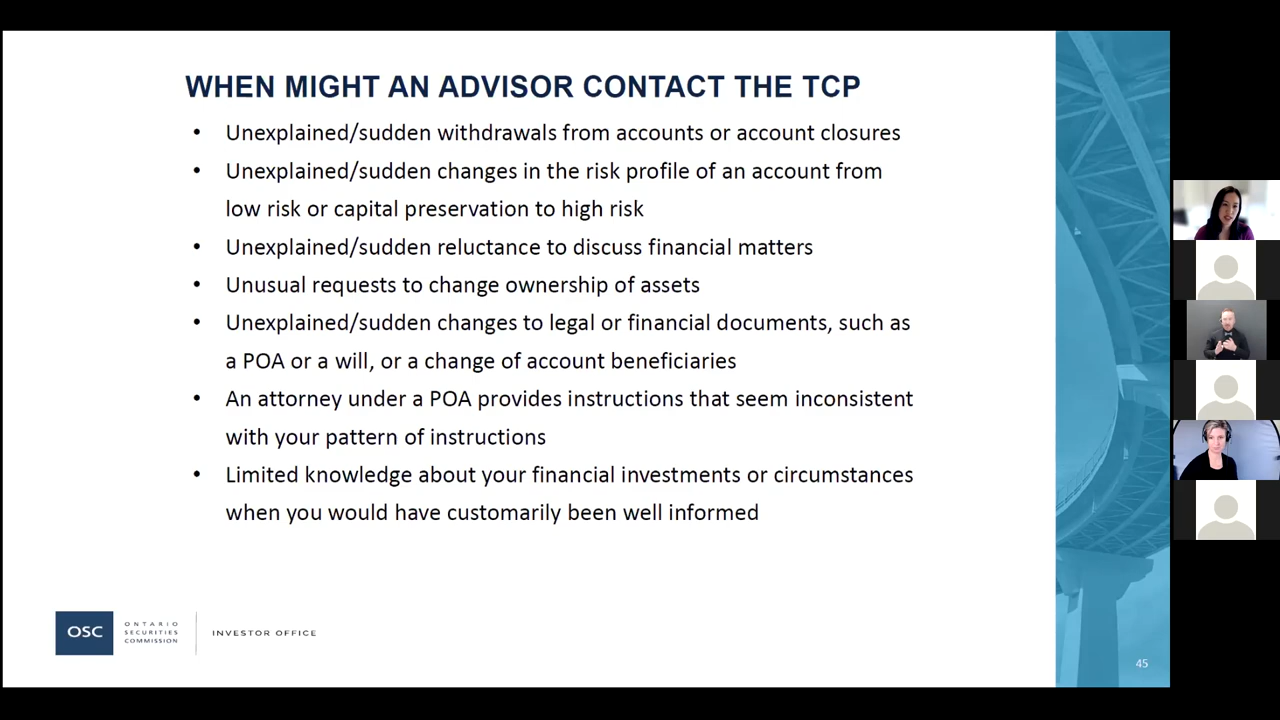 WHEN MIGHT AN ADVISOR CONTACT THE TCP
• Unexplained/sudden withdrawals from accounts or account closures
• Unexplained/sudden changes in the risk profile of an account from
low risk or capital preservation to high risk
• Unexplained/sudden reluctance to discuss financial matters
• Unusual requests to change ownership of assets
• Unexplained/sudden changes to legal or financial documents, such as
a POA or a will, or a change of account beneficiaries
• An attorney under a POA provides instructions that seem inconsistent
with your pattern of instructions
• Limited knowledge about your financial investments or circumstances
when you would have customarily been well informed
OSC
ONTARIO
SECURITIES
COMMISSION
INVESTOR OFFICE
45